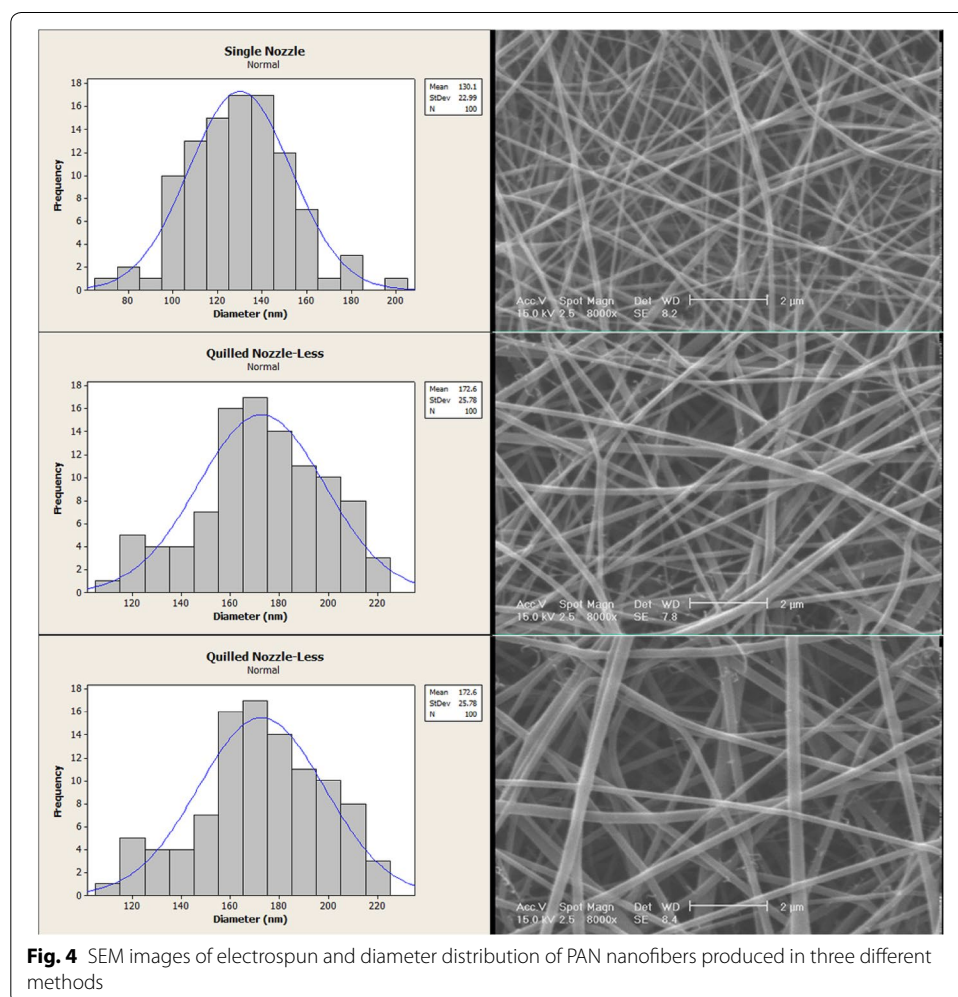 Single Nozzle
Normal
Mean 130.1
StDev 22.99
N 100
Frequency
18
16
14
12
10
8
6
4
2
0
80 100 120 140 160 180 200
Diameter (nm)
Acc.V Spot Magn Det WD 2 µm
15.0 kV 2.5 8000x SE 8.2
Quilled Nozzle-Less
Normal
Mean 172.6
StDev 25.78
N 100
Frequency
18
16
14
12
10
8
6
4
2
0
120 140 160 180 200 220
Diameter (nm)
Acc.V Spot Magn Det WD 2 µm
15.0 kV 2.5 8000x SE 7.8
Quilled Nozzle-Less
Normal
Mean 172.6
StDev 25.78
N 100
Frequency
18
16
14
12
10
8
6
4
2
0
120 140 160 180 200 220
Diameter (nm)
Acc.V Spot Magn Det WD 2 µm
15.0 kV 2.5 8000x SE 8.4
Fig. 4 SEM images of electrospun and diameter distribution of PAN nanofibers produced in three different
methods